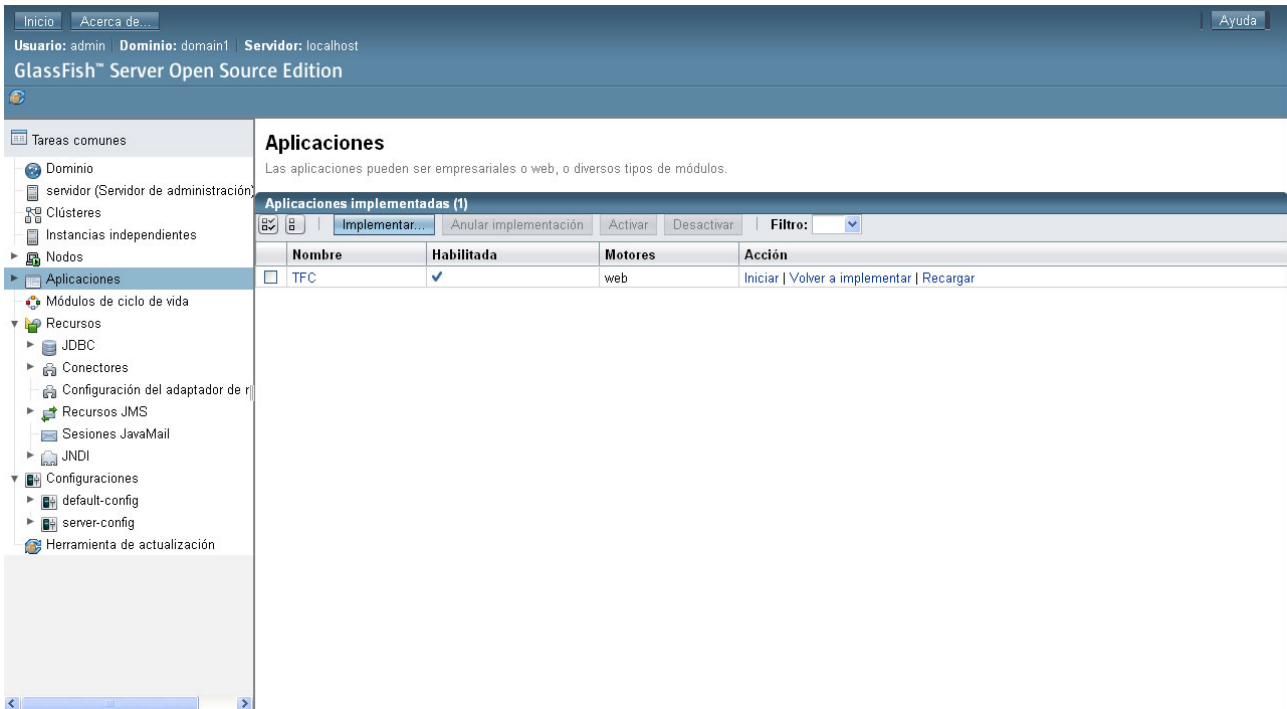 Inicio Acerca de... Ayuda
Usuario: admin Dominio: domain1 Servidor: localhost
GlassFish™ Server Open Source Edition
Tareas comunes
Dominio
servidor (Servidor de administración)
Clústeres
Instancias independientes
Nodos
Aplicaciones
Módulos de ciclo de vida
Recursos
JDBC
Conectores
Configuración del adaptador de r
Recursos JMS
Sesiones JavaMail
JNDI
Configuraciones
default-config
server-config
Herramienta de actualización
Aplicaciones
Las aplicaciones pueden ser empresariales o web, o diversos tipos de módulos.
Aplicaciones implementadas (1)
Implementar... Anular implementación Activar Desactivar Filtro:
Nombre Habilitada Motores Acción
TFC web Iniciar | Volver a implementar | Recargar